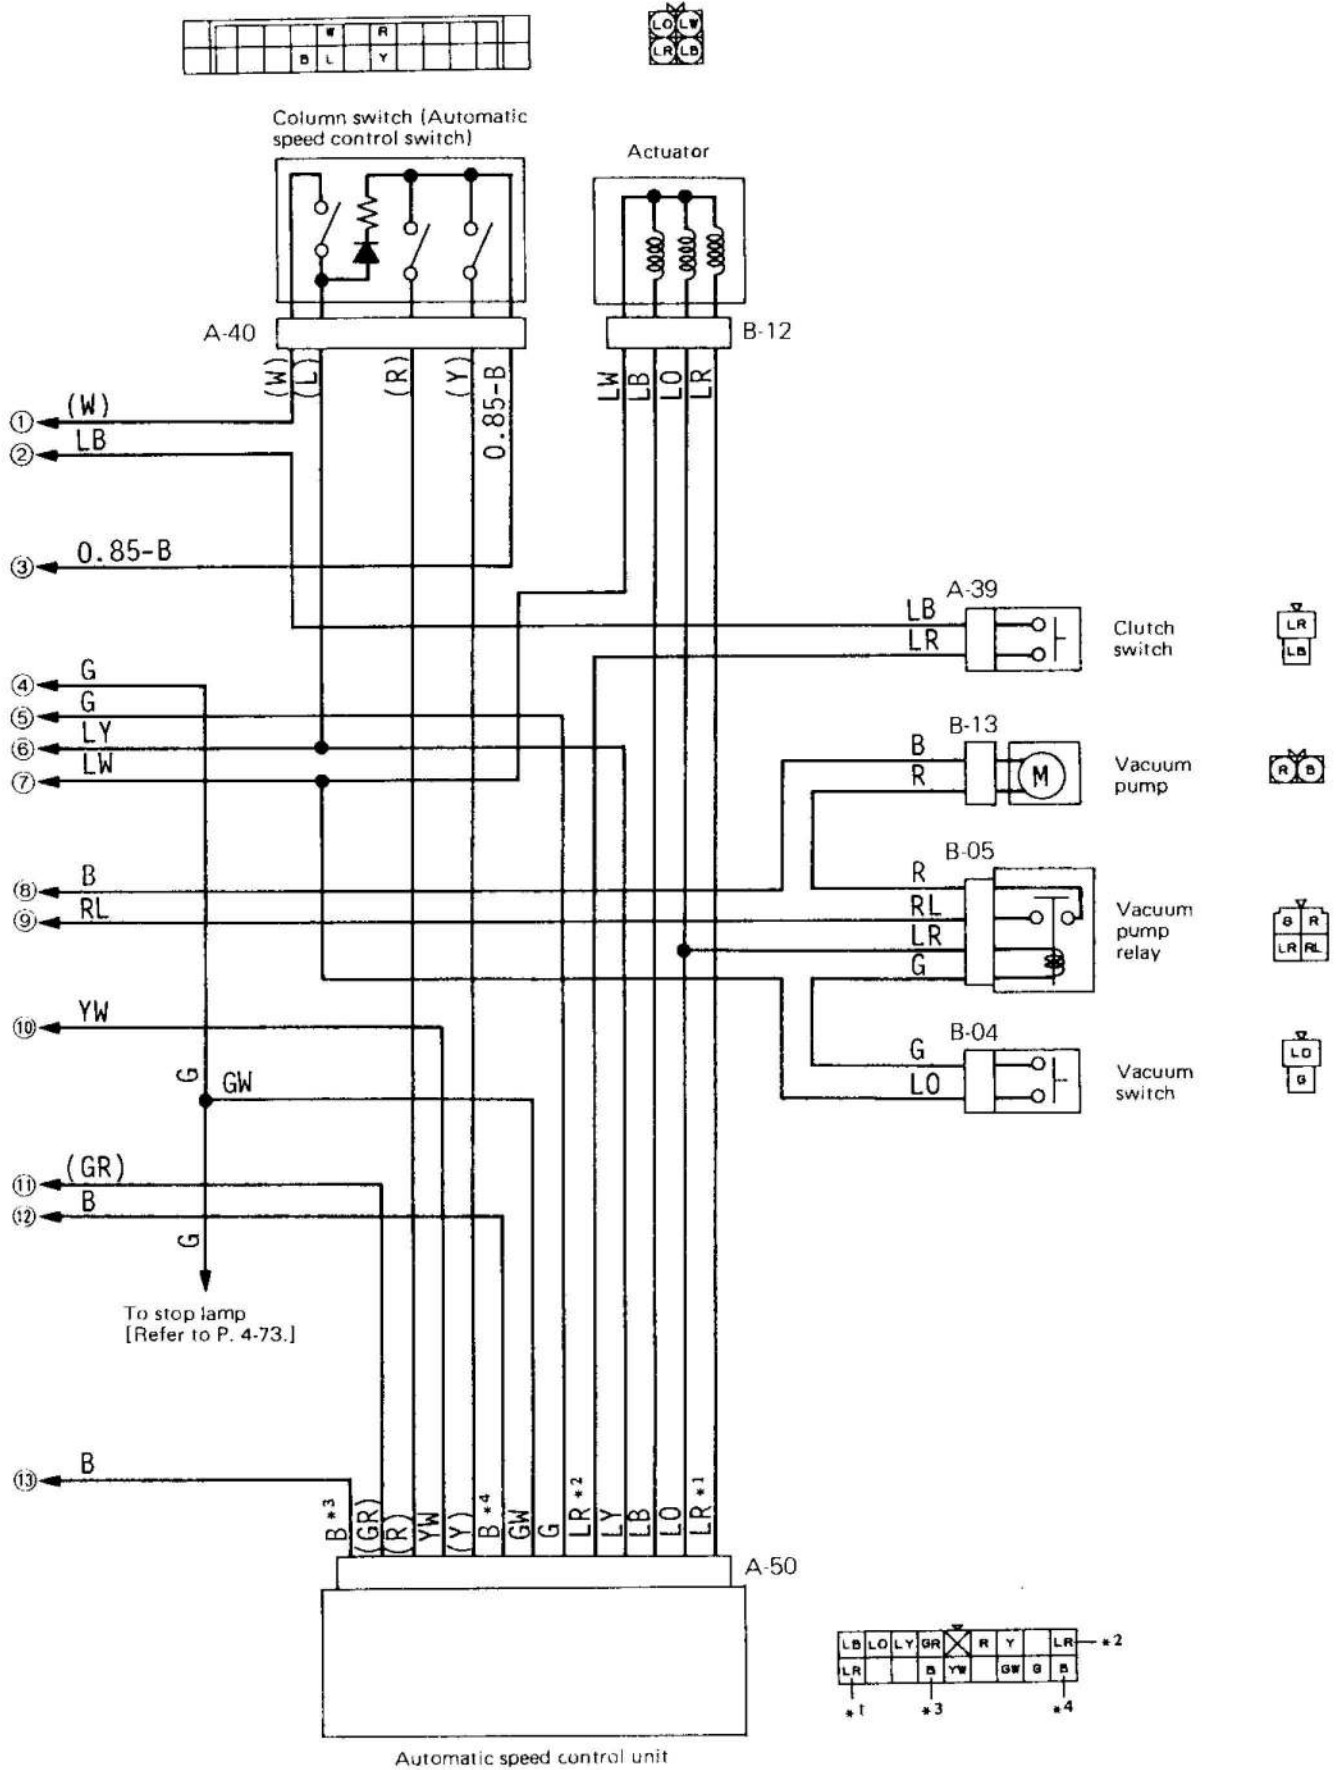 W R
B L Y
LO LW
LR LB
Column switch (Automatic
speed control switch)
Actuator
A-40
B-12
(W)
(L)
(R)
(Y)
0.85-B
LW
LB
LO
LR
① (W)
② LB
③ 0.85-B
④ G
⑤ G
⑥ LY
⑦ LW
⑧ B
⑨ RL
⑩ YW
G
GW
⑪ (GR)
⑫ B
G
To stop lamp
[Refer to P. 4-73.]
⑬ B
A-39
LB
LR
Clutch
switch
LR
LB
B-13
B
R
M
Vacuum
pump
R B
B-05
R
RL
LR
G
Vacuum
pump
relay
R
LR RL
B-04
G
LO
Vacuum
switch
LO
G
B*3
(GR)
(R)
YW
(Y)
B*4
GW
G
LR*2
LY
LB
LO
LR*1
A-50
Automatic speed control unit
LB LO LY GR R Y LR *2
LR B YW GW G B
*1 *3 *4